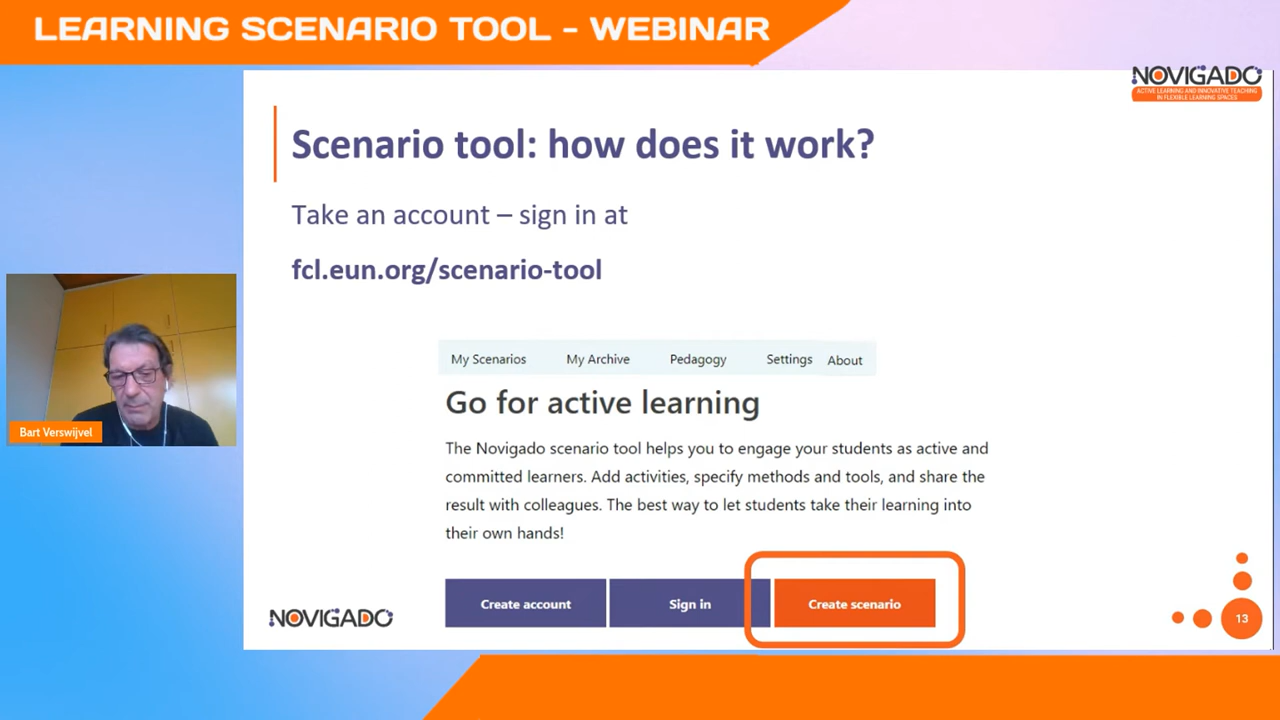 LEARNING SCENARIO TOOL - WEBINAR
NOVIGADO
ACTIVE LEARNING AND INNOVATIVE TEACHING
IN FLEXIBLE LEARNING SPACES
Scenario tool: how does it work?
Take an account – sign in at
fcl.eun.org/scenario-tool
Bart Verswijvel
My Scenarios My Archive Pedagogy Settings About
Go for active learning
The Novigado scenario tool helps you to engage your students as active and
committed learners. Add activities, specify methods and tools, and share the
result with colleagues. The best way to let students take their learning into
their own hands!
Create account Sign in Create scenario
NOVIGADO
13